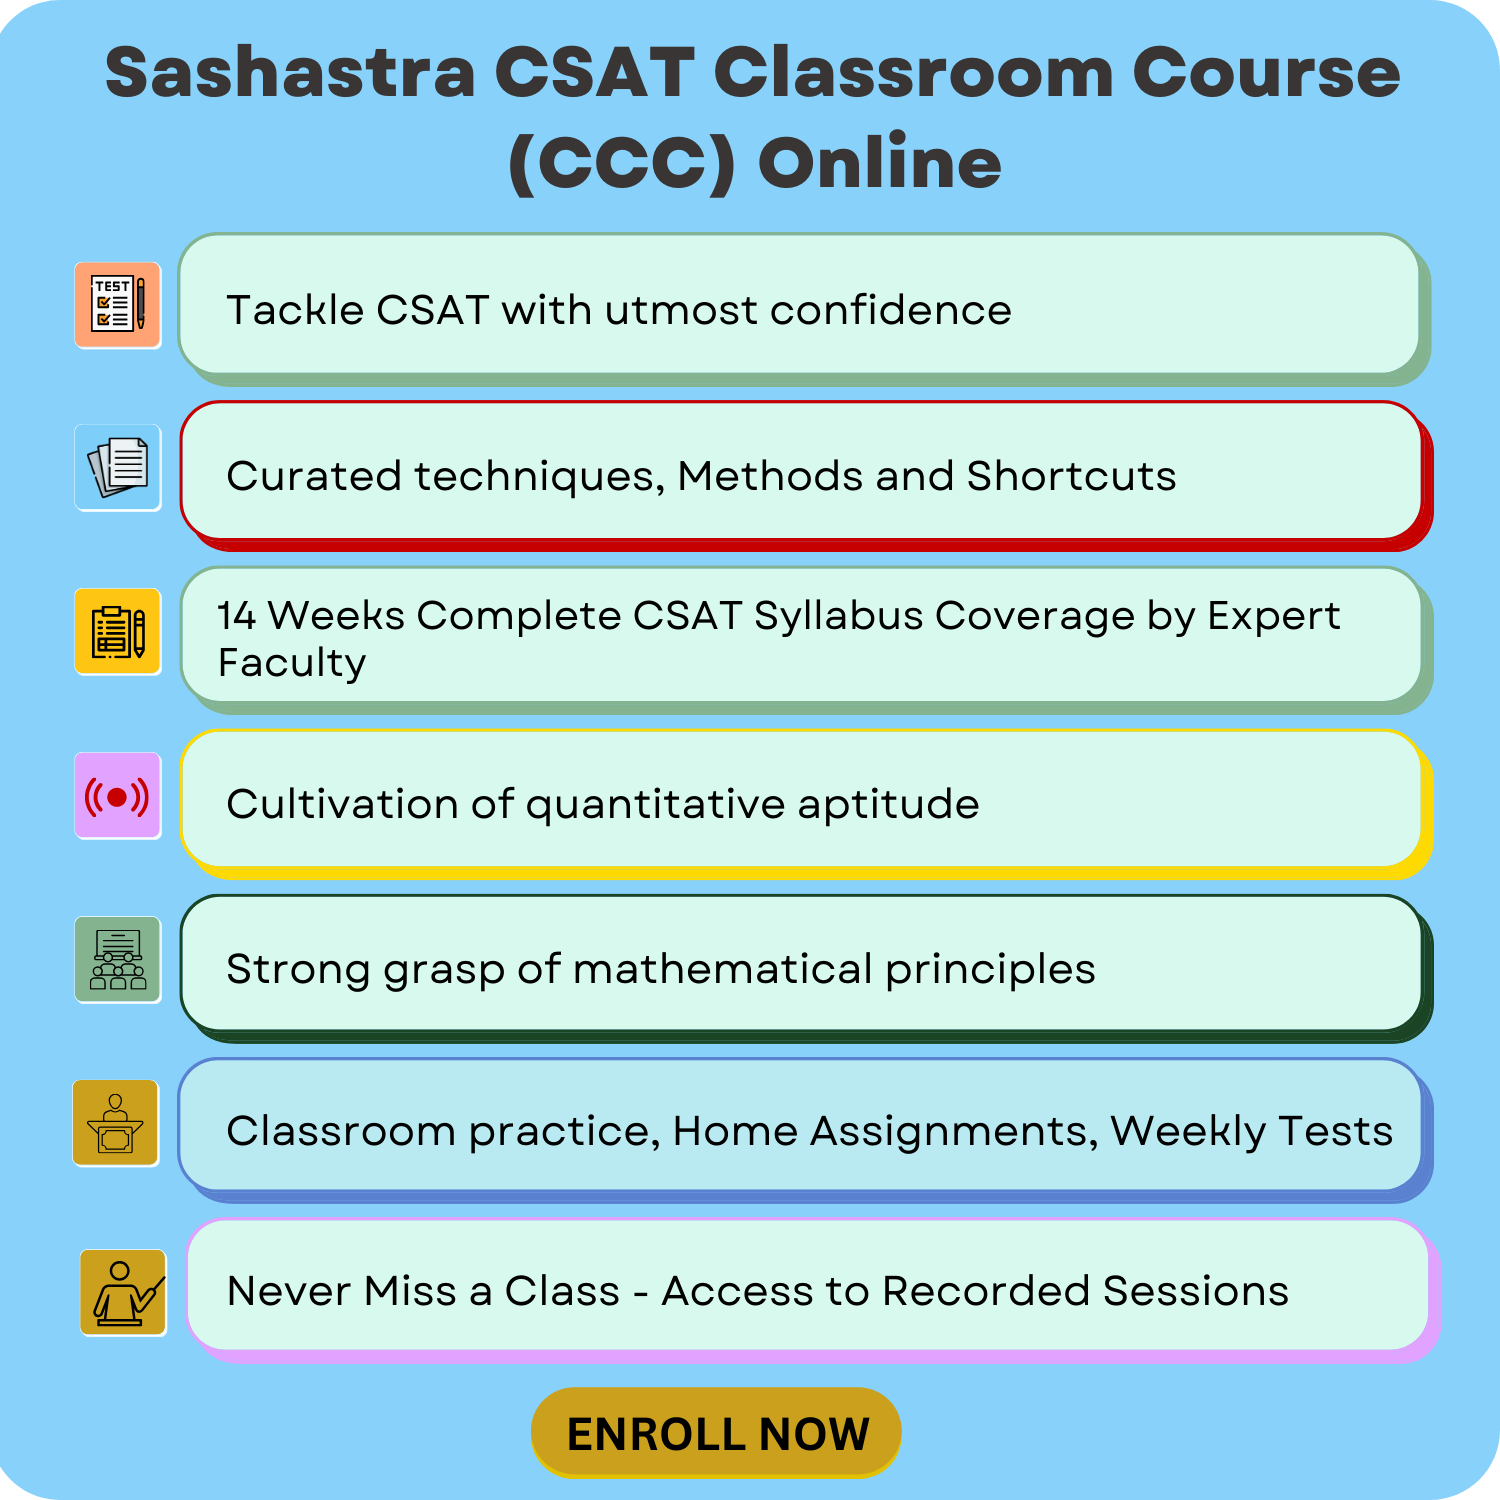 Sashastra CSAT Classroom Course
(CCC) Online
TEST
Tackle CSAT with utmost confidence
Curated techniques, Methods and Shortcuts
14 Weeks Complete CSAT Syllabus Coverage by Expert
Faculty
Cultivation of quantitative aptitude
Strong grasp of mathematical principles
Classroom practice, Home Assignments, Weekly Tests
Never Miss a Class - Access to Recorded Sessions
ENROLL NOW